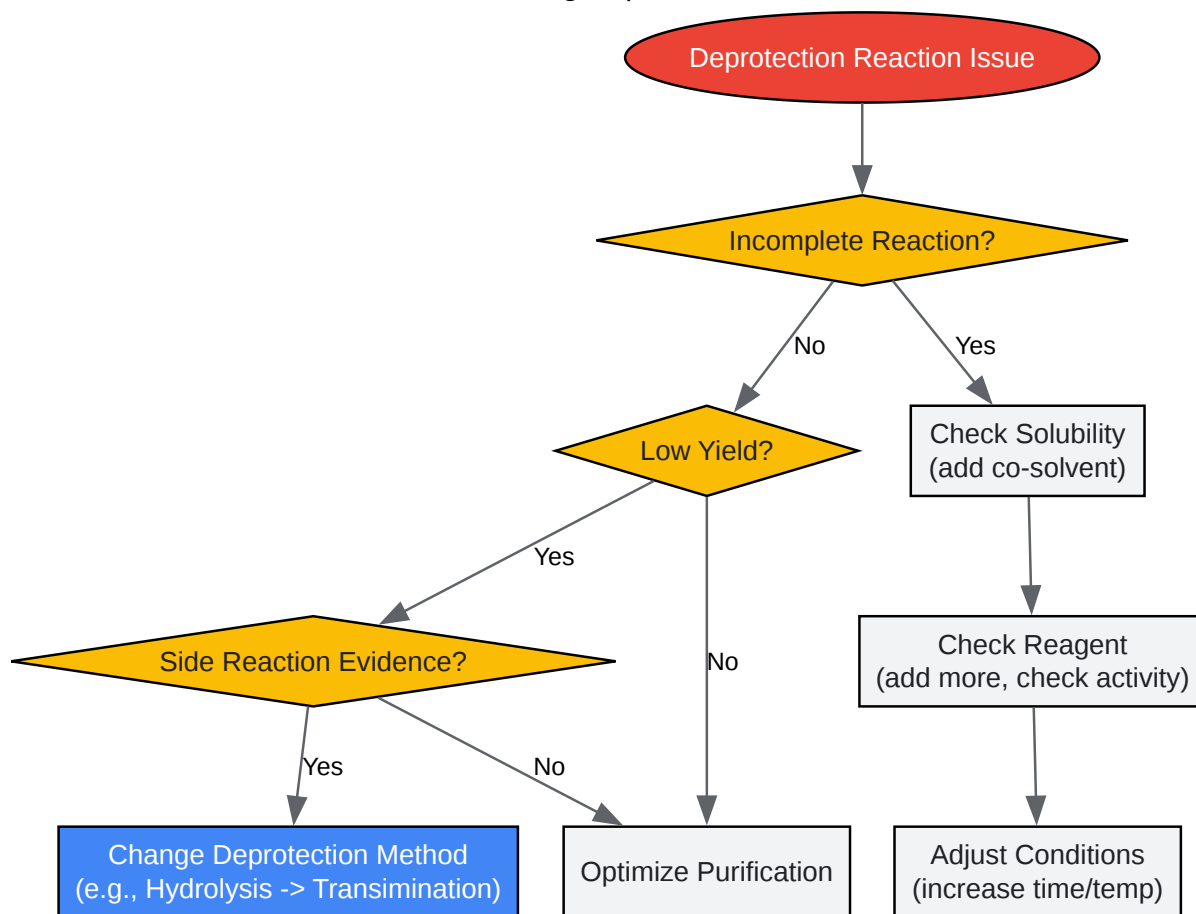 Deprotection Reaction Issue
Incomplete Reaction?
No
Yes
Low Yield?
Check Solubility
(add co-solvent)
Yes
No
Side Reaction Evidence?
Check Reagent
(add more, check activity)
Yes
No
Change Deprotection Method
(e.g., Hydrolysis -> Transimination)
Optimize Purification
Adjust Conditions
(increase time/temp)